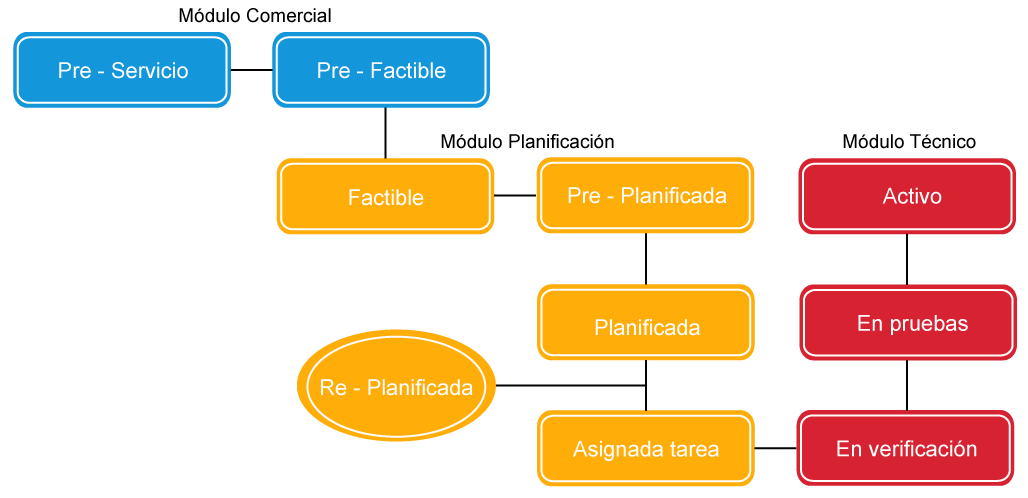 Módulo Comercial
Pre - Servicio
Pre - Factible
Módulo Planificación
Módulo Técnico
Factible
Pre - Planificada
Activo
Planificada
En pruebas
Re - Planificada
Asignada tarea
En verificación